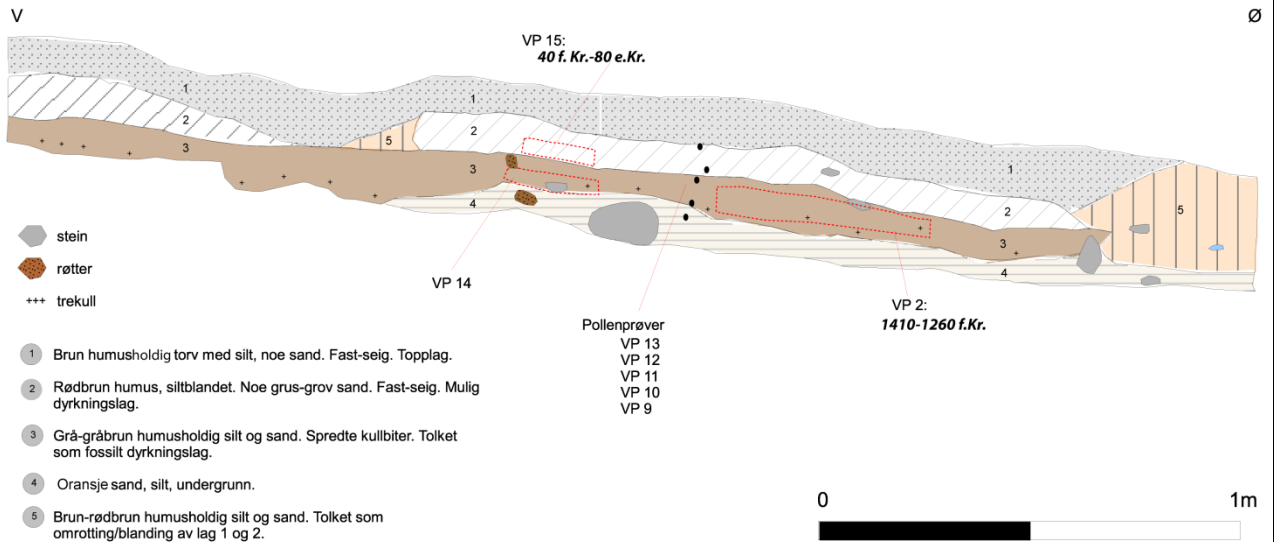 V
Ø
VP 15:
40 f. Kr.-80 e.Kr.
1
1
2
2
5
3
3
4
1
2
5
3
4
stein
røtter
+++ trekull
VP 14
Pollenprøver
VP 13
VP 12
VP 11
VP 10
VP 9
VP 2:
1410-1260 f.Kr.
1 Brun humusholdig torv med silt, noe sand. Fast-seig. Topplag.
2 Rødbrun humus, siltblandet. Noe grus-grov sand. Fast-seig. Mulig
dyrkningslag.
3 Grå-gråbrun humusholdig silt og sand. Spredte kullbiter. Tolket
som fossilt dyrkningslag.
4 Oransje sand, silt, undergrunn.
5 Brun-rødbrun humusholdig silt og sand. Tolket som
omrotting/blanding av lag 1 og 2.
0
1m